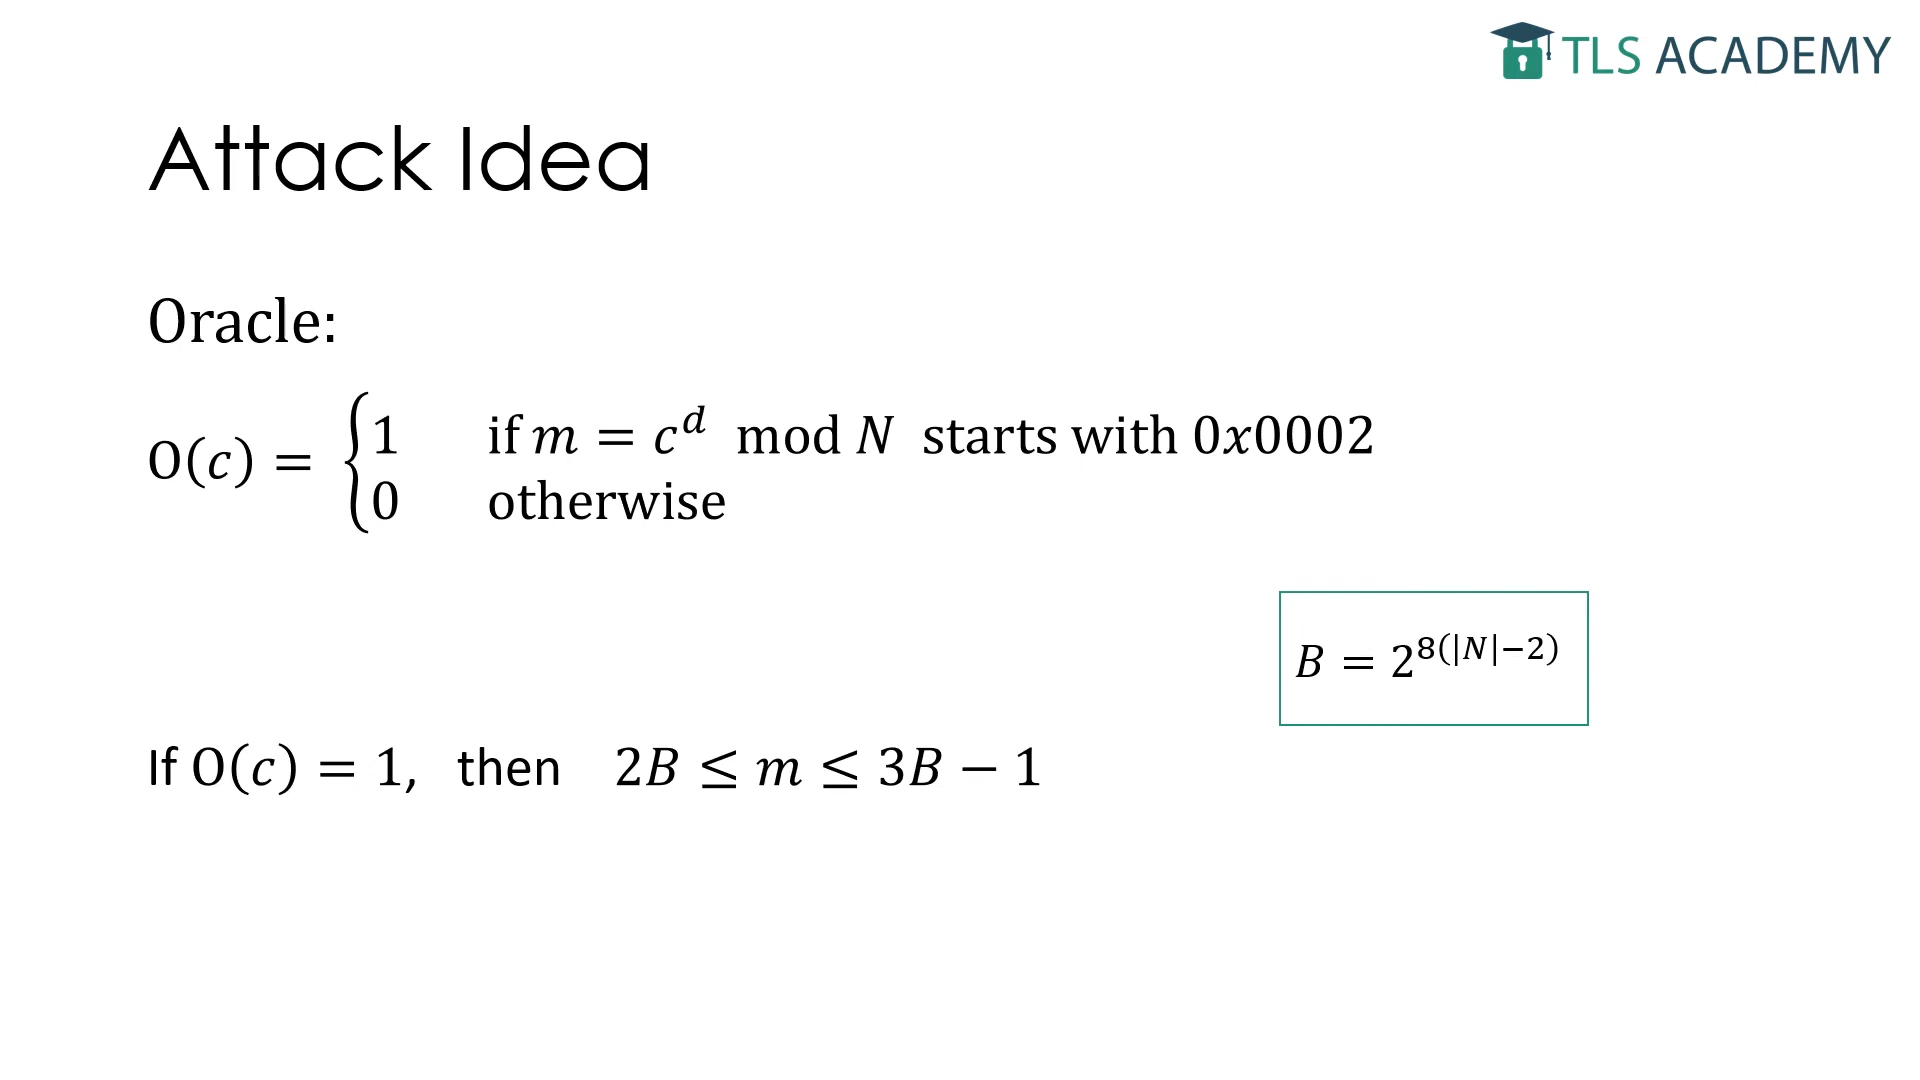 TLS ACADEMY
Attack Idea
Oracle:
O(c) = { 1 if m = c^d mod N starts with 0x0002
0 otherwise
B = 2^{8(|N|−2)}
If O(c) = 1, then 2B ≤ m ≤ 3B − 1